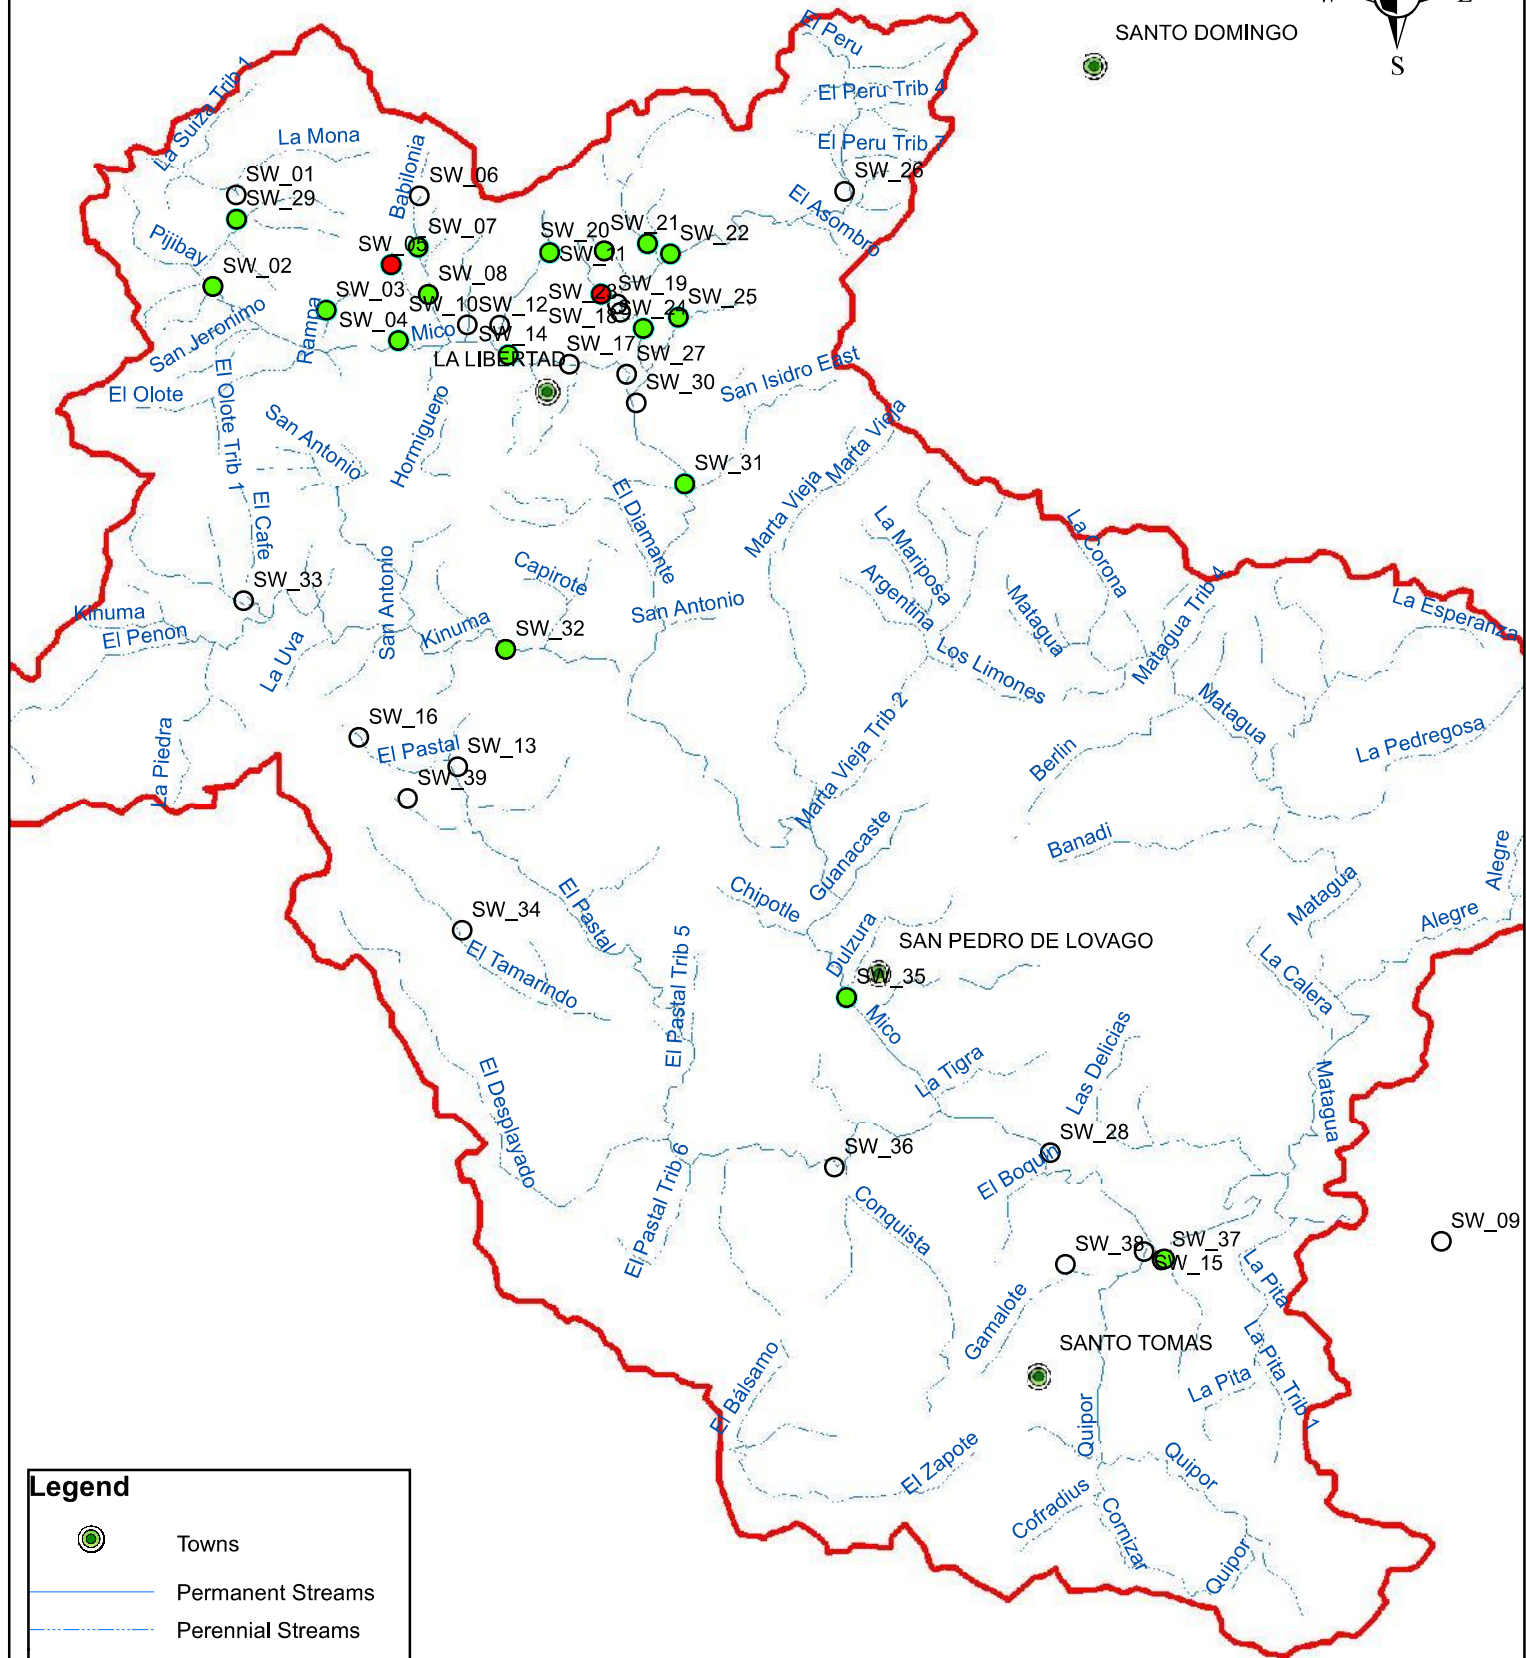 SANTO DOMINGO
S
El Peru
El Peru Trib 4
El Peru Trib 7
La Suiza Trib 1
La Mona
Babilonia
SW_01
SW_29
SW_06
SW_26
El Asombro
Pijibay
SW_07
SW_05
SW_20
SW_21
SW_22
SW_11
SW_02
SW_08
SW_03
SW_10
SW_12
SW_23
SW_19
SW_25
SW_24
SW_18
San Jeronimo
Rampa
SW_04
Mico
SW_14
SW_17
SW_27
LA LIBERTAD
SW_30
San Isidro East
El Olote
El Olote Trib 1
San Antonio
Hormiguero
Marta Vieja
SW_31
Marta Vieja
El Cafe
El Diamante
La Mariposa
La Corona
Capirote
Argentina
Matagua
Matagua Trib 4
La Esperanza
SW_33
Kinuma
El Penon
San Antonio
San Antonio
Kinuma
SW_32
La Uva
Los Limones
Matagua
SW_16
El Pastal
SW_13
SW_39
La Piedra
Marta Vieja Trib 2
Berlin
La Pedregosa
Banadi
Guanacaste
Chipotle
Matagua
Alegre
Alegre
El Pastal
SW_34
El Tamarindo
El Pastal Trib 5
Dulzura
SAN PEDRO DE LOVAGO
SW_35
Mico
La Calera
La Tigra
Las Delicias
Matagua
El Desplayado
SW_36
SW_28
El Boquin
El Pastal Trib 6
Conquista
SW_09
SW_38
SW_37
SW_15
La Pita
Gamalote
SANTO TOMAS
La Pita
La Pita Trib 1
El Bálsamo
Quipor
El Zapote
Quipor
Cofradius
Cornizar
Quipor
Legend
Towns
Permanent Streams
Perennial Streams